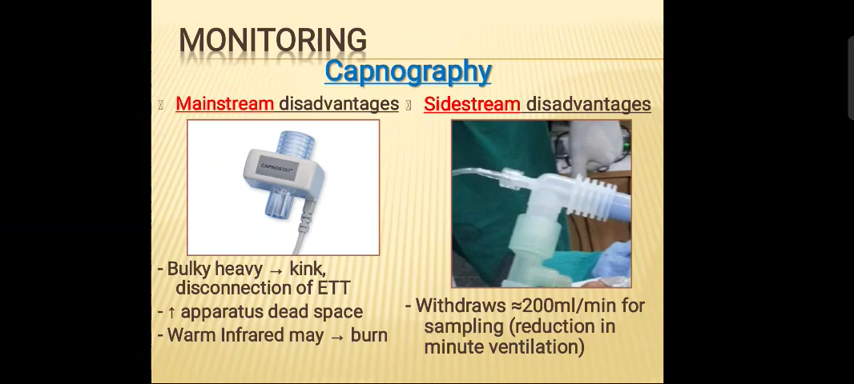 MONITORING
Capnography
Mainstream disadvantages
Sidestream disadvantages
CAPNOSTAT
- Bulky heavy → kink,
disconnection of ETT
- ↑ apparatus dead space
- Warm Infrared may → burn
- Withdraws ≈200ml/min for
sampling (reduction in
minute ventilation)